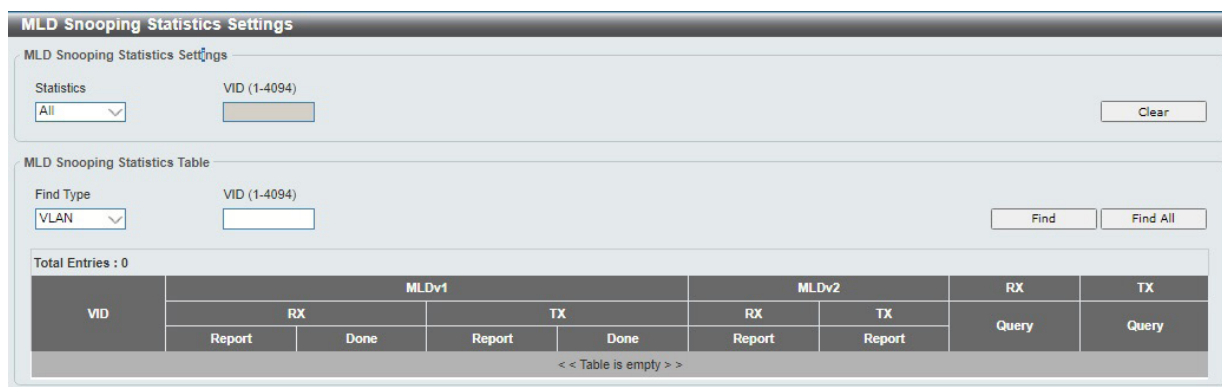 MLD Snooping Statistics Settings
MLD Snooping Statistics Settings
Statistics VID (1-4094)
All Clear
MLD Snooping Statistics Table
Find Type VID (1-4094)
VLAN Find Find All
Total Entries : 0
VID MLDv1 MLDv2 RX TX
RX TX RX TX Query Query
Report Done Report Done Report Report
< < Table is empty > >